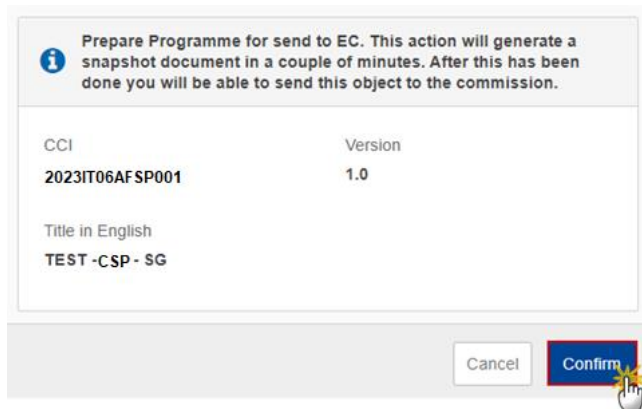 Prepare Programme for send to EC. This action will generate a
snapshot document in a couple of minutes. After this has been
done you will be able to send this object to the commission.
CCI
Version
2023IT06AFSP001
1.0
Title in English
TEST -CSP - SG
Cancel
Confirm